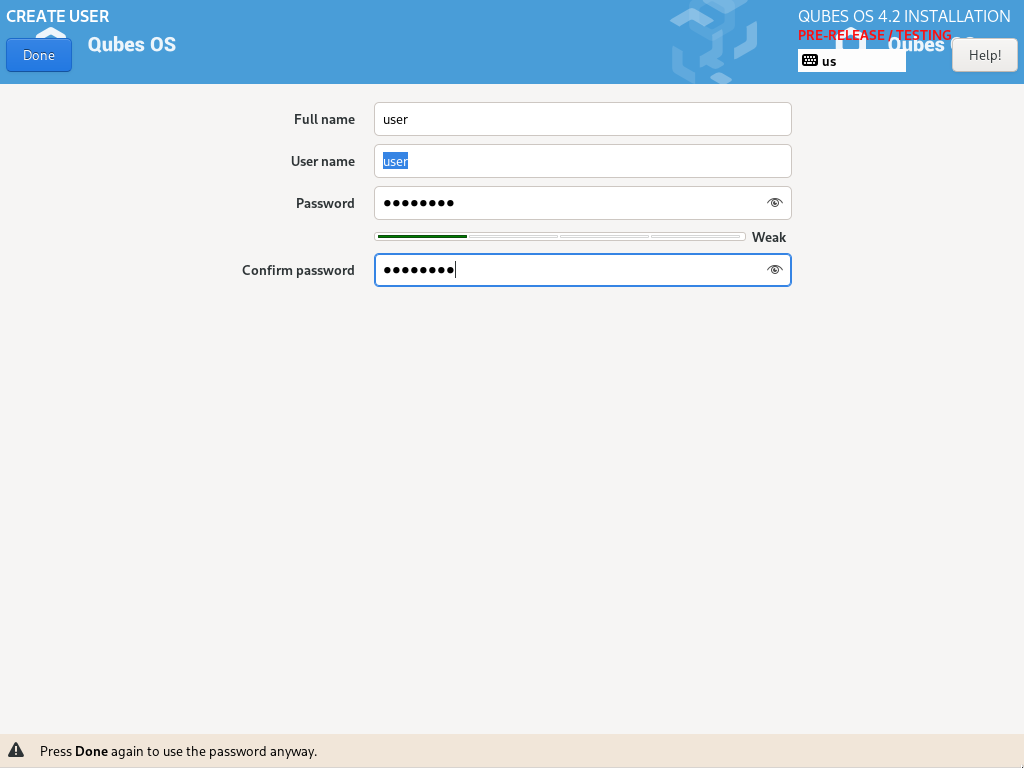 CREATE USER
Qubes OS
Done
QUBES OS 4.2 INSTALLATION
PRE-RELEASE / TESTING
us
Qubes
Help!
Full name
user
User name
user
Password
Weak
Confirm password
Press Done again to use the password anyway.